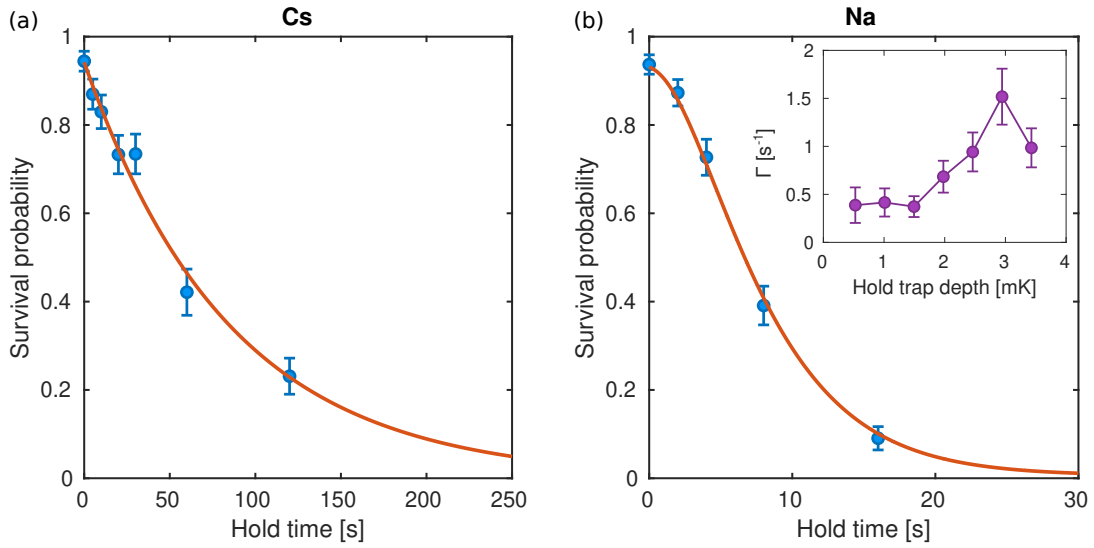 (a)
Cs
1
0.8
0.6
0.4
0.2
0
0 50 100 150 200 250
Survival probability
Hold time [s]
(b)
Na
1
0.8
0.6
0.4
0.2
0
0 10 20 30
Survival probability
Hold time [s]
2
1.5
1
0.5
0
0 1 2 3 4
Γ [s⁻¹]
Hold trap depth [mK]